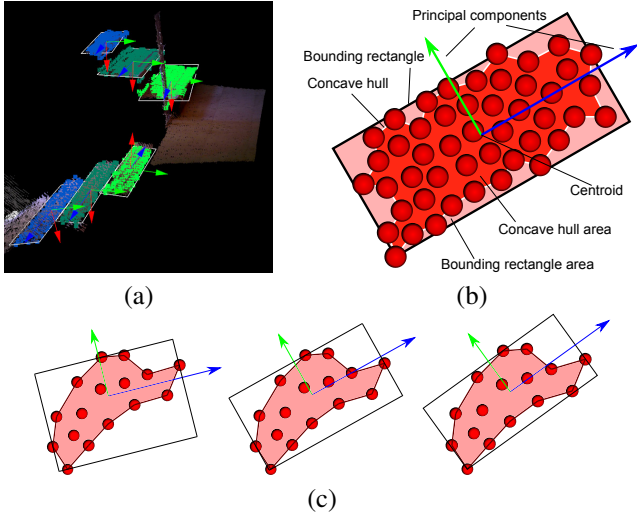 Principal components
Bounding rectangle
Concave hull
Centroid
Concave hull area
Bounding rectangle area
(a)
(b)
(c)